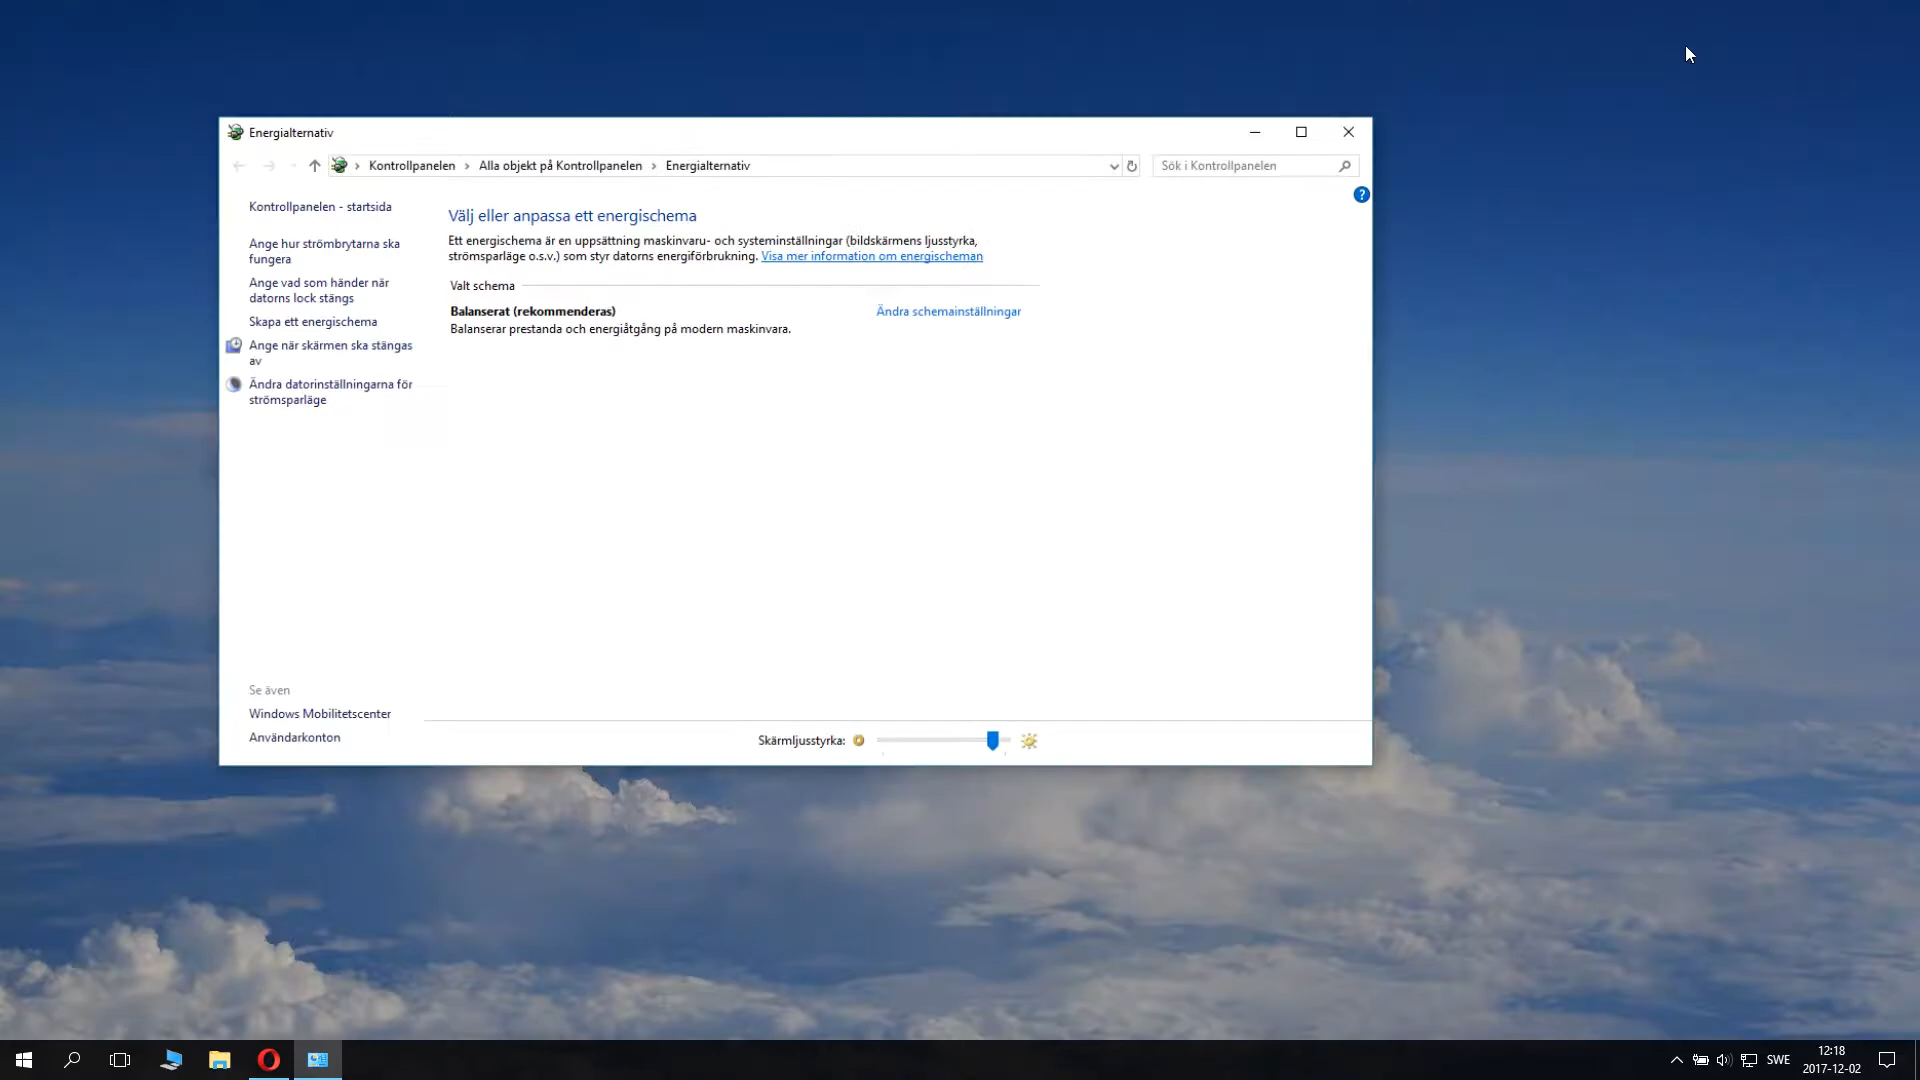 Energialternativ
Kontrollpanelen
Alla objekt på Kontrollpanelen
Energialternativ
Sök i Kontrollpanelen
?
Kontrollpanelen - startsida
Ange hur strömbrytarna ska
fungera
Ange vad som händer när
datorns lock stängs
Skapa ett energischema
Ange när skärmen ska stängas
av
Ändra datorinställningarna för
strömsparläge
Välj eller anpassa ett energischema
Ett energischema är en uppsättning maskinvaru- och systeminställningar (bildskärmens ljusstyrka,
strömsparläge o.s.v.) som styr datorns energiförbrukning. Visa mer information om energischeman
Valt schema
Balanserat (rekommenderas)
Ändra schemainställningar
Balanserar prestanda och energiåtgång på modern maskinvara.
Se även
Windows Mobilitetscenter
Användarkonton
Skärmljusstyrka:
SWE
12:18
2017-12-02